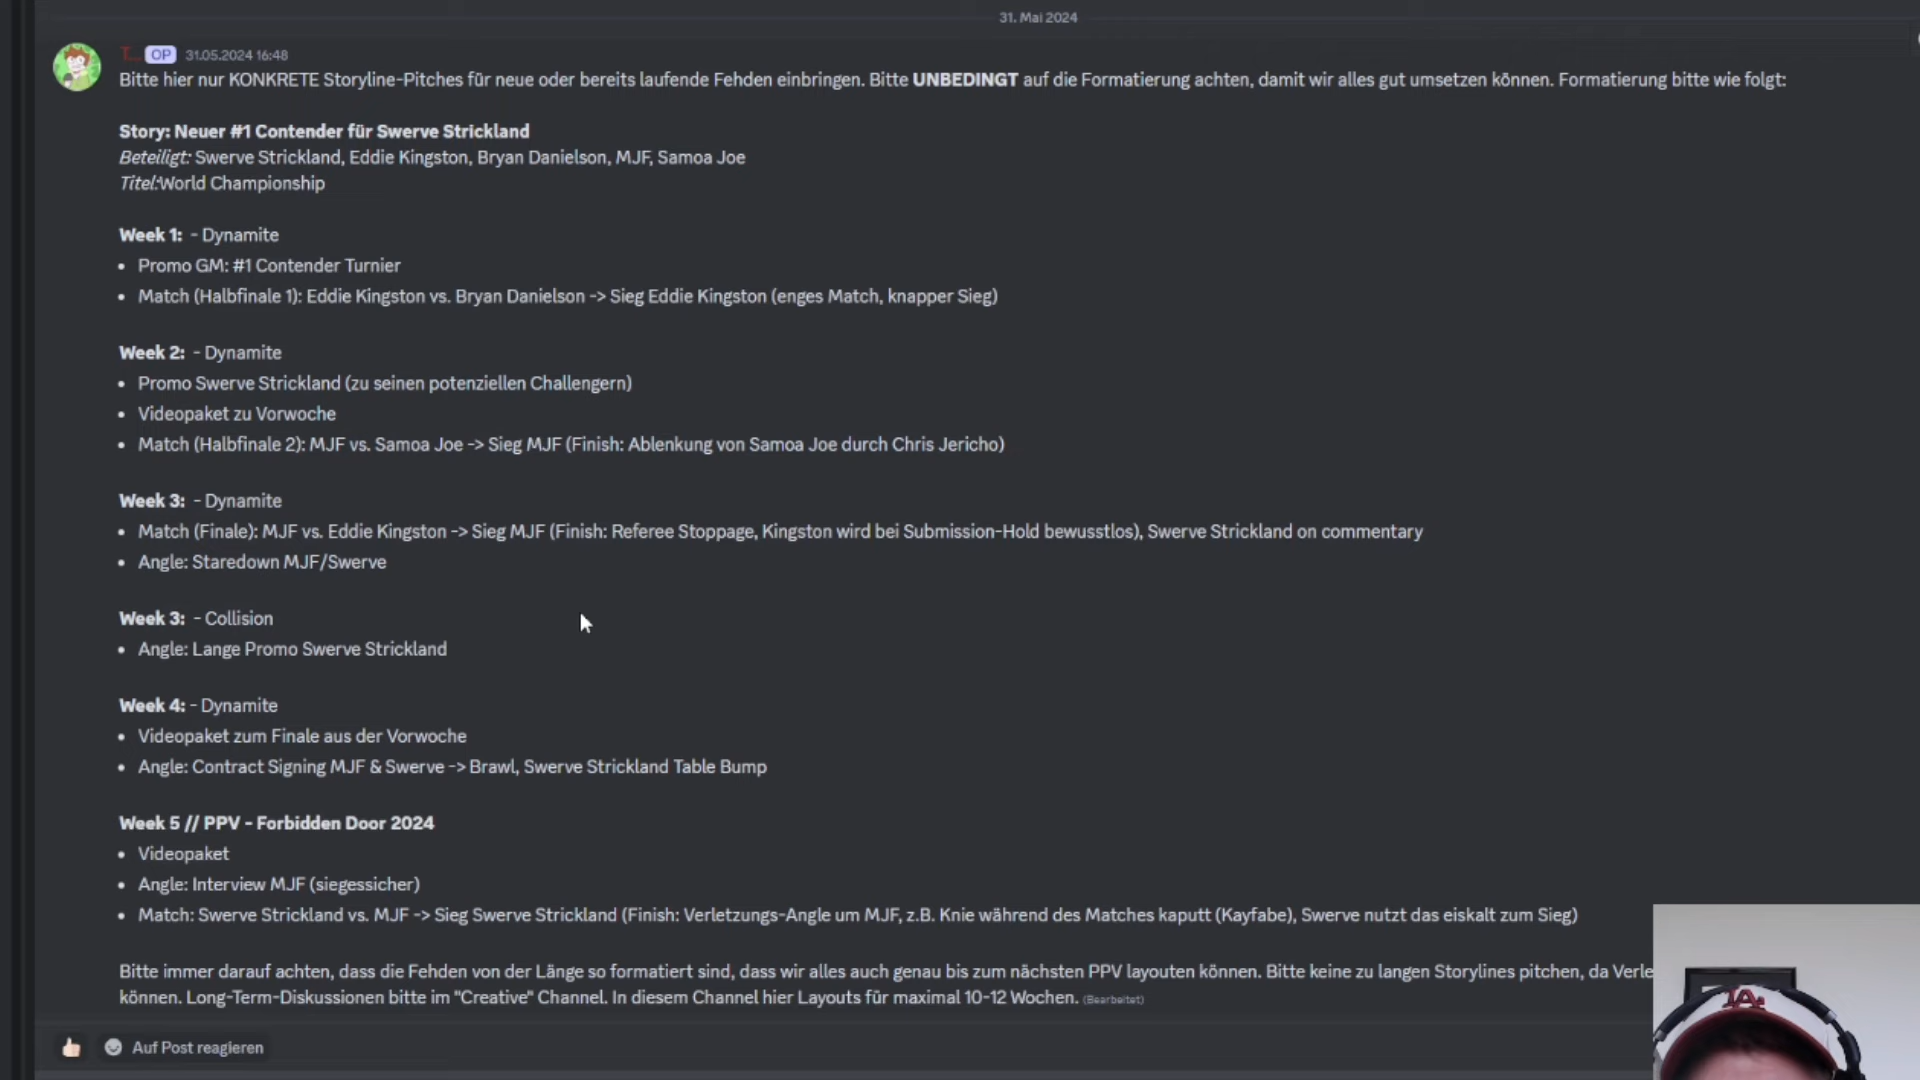 31. Mai 2024
T... OP 31.05.2024 16:48
Bitte hier nur KONKRETE Storyline-Pitches für neue oder bereits laufende Fehden einbringen. Bitte UNBEDINGT auf die Formatierung achten, damit wir alles gut umsetzen können. Formatierung bitte wie folgt:
Story: Neuer #1 Contender für Swerve Strickland
Beteiligt: Swerve Strickland, Eddie Kingston, Bryan Danielson, MJF, Samoa Joe
Titel:World Championship
Week 1: - Dynamite
• Promo GM: #1 Contender Turnier
• Match (Halbfinale 1): Eddie Kingston vs. Bryan Danielson -> Sieg Eddie Kingston (enges Match, knapper Sieg)
Week 2: - Dynamite
• Promo Swerve Strickland (zu seinen potenziellen Challengern)
• Videopaket zu Vorwoche
• Match (Halbfinale 2): MJF vs. Samoa Joe -> Sieg MJF (Finish: Ablenkung von Samoa Joe durch Chris Jericho)
Week 3: - Dynamite
• Match (Finale): MJF vs. Eddie Kingston -> Sieg MJF (Finish: Referee Stoppage, Kingston wird bei Submission-Hold bewusstlos), Swerve Strickland on commentary
• Angle: Staredown MJF/Swerve
Week 3: - Collision
• Angle: Lange Promo Swerve Strickland
Week 4: - Dynamite
• Videopaket zum Finale aus der Vorwoche
• Angle: Contract Signing MJF & Swerve -> Brawl, Swerve Strickland Table Bump
Week 5 // PPV - Forbidden Door 2024
• Videopaket
• Angle: Interview MJF (siegessicher)
• Match: Swerve Strickland vs. MJF -> Sieg Swerve Strickland (Finish: Verletzungs-Angle um MJF, z.B. Knie während des Matches kaputt (Kayfabe), Swerve nutzt das eiskalt zum Sieg)
Bitte immer darauf achten, dass die Fehden von der Länge so formatiert sind, dass wir alles auch genau bis zum nächsten PPV layouten können. Bitte keine zu langen Storylines pitchen, da Verle
können. Long-Term-Diskussionen bitte im "Creative" Channel. In diesem Channel hier Layouts für maximal 10-12 Wochen. (Bearbeitet)
Auf Post reagieren
LA